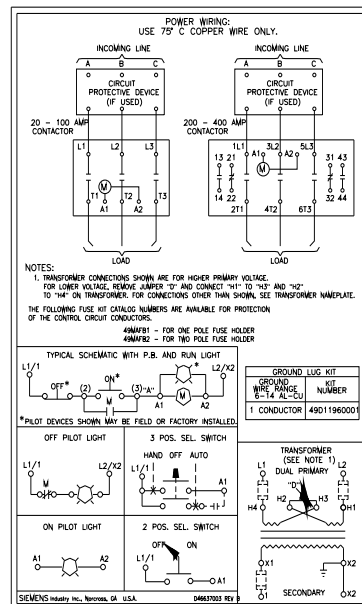 POWER WIRING:
USE 75° C COPPER WIRE ONLY.
INCOMING LINE
A B C
CIRCUIT
PROTECTIVE DEVICE
(IF USED)
20 - 100 AMP
CONTACTOR
L1 L2 L3
M
T1 T2 T3
A1 A2
LOAD
INCOMING LINE
A B C
CIRCUIT
PROTECTIVE DEVICE
(IF USED)
200 - 400 AMP
CONTACTOR
1L1 A1 3L2 A2 5L3
13 21 M 31 43
14 22 32 44
2T1 4T2 6T3
LOAD
NOTES:
1. TRANSFORMER CONNECTIONS SHOWN ARE FOR HIGHER PRIMARY VOLTAGE.
FOR LOWER VOLTAGE, REMOVE JUMPER "D" AND CONNECT "H1" TO "H3" AND "H2"
TO "H4" ON TRANSFORMER. FOR CONNECTIONS OTHER THAN SHOWN, SEE TRANSFORMER NAMEPLATE.
THE FOLLOWING FUSE KIT CATALOG NUMBERS ARE AVAILABLE FOR PROTECTION
OF THE CONTROL CIRCUIT CONDUCTORS.
49MAFB1 - FOR ONE POLE FUSE HOLDER
49MAFB2 - FOR TWO POLE FUSE HOLDER
TYPICAL SCHEMATIC WITH P.B. AND RUN LIGHT
L1/1 L2/X2
OFF* (2) ON* (3)"A" *
A1 M A2
M
*PILOT DEVICES SHOWN MAY BE FIELD OR FACTORY INSTALLED.
GROUND LUG KIT
GROUND WIRE RANGE 6-14 AL-CU
KIT NUMBER
1 CONDUCTOR 49D11960001
OFF PILOT LIGHT
L1/1 L2/X2
M
3 POS. SEL. SWITCH
HAND OFF AUTO
L1/1
A1
ON PILOT LIGHT
A1 A2
2 POS. SEL. SWITCH
OFF ON
L1/1
A1
TRANSFORMER
(SEE NOTE 1)
L1 DUAL PRIMARY L2
"D"
H4 H2 H3 H1
X1 X2
SECONDARY
1 X2
SIEMENS Industry Inc., Norcross, GA U.S.A. D46637003 REV B